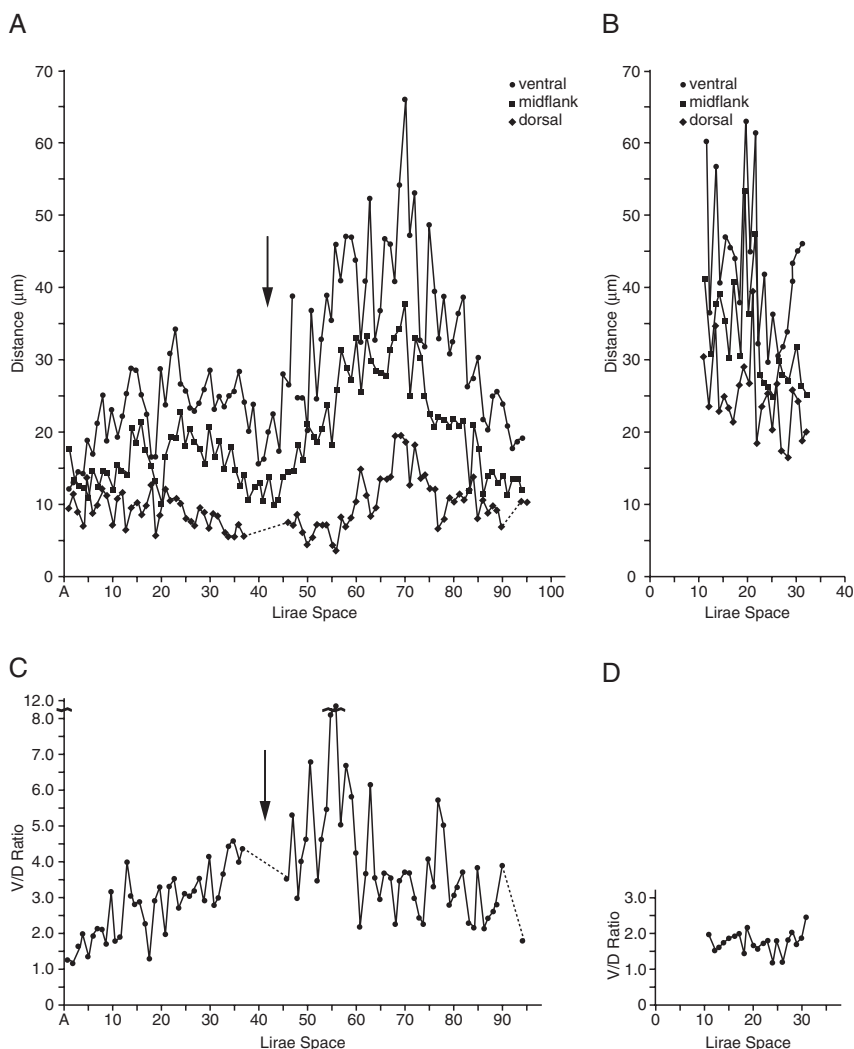 A
70
60
50
40
30
20
10
0
Distance (μm)
ventral
midflank
dorsal
A 10 20 30 40 50 60 70 80 90 100
Lirae Space
B
70
60
50
40
30
20
10
0
Distance (μm)
ventral
midflank
dorsal
0 10 20 30 40
Lirae Space
C
12.0
8.0
7.0
6.0
5.0
4.0
3.0
2.0
1.0
0
V/D Ratio
A 10 20 30 40 50 60 70 80 90
Lirae Space
D
3.0
2.0
1.0
0
V/D Ratio
0 10 20 30
Lirae Space